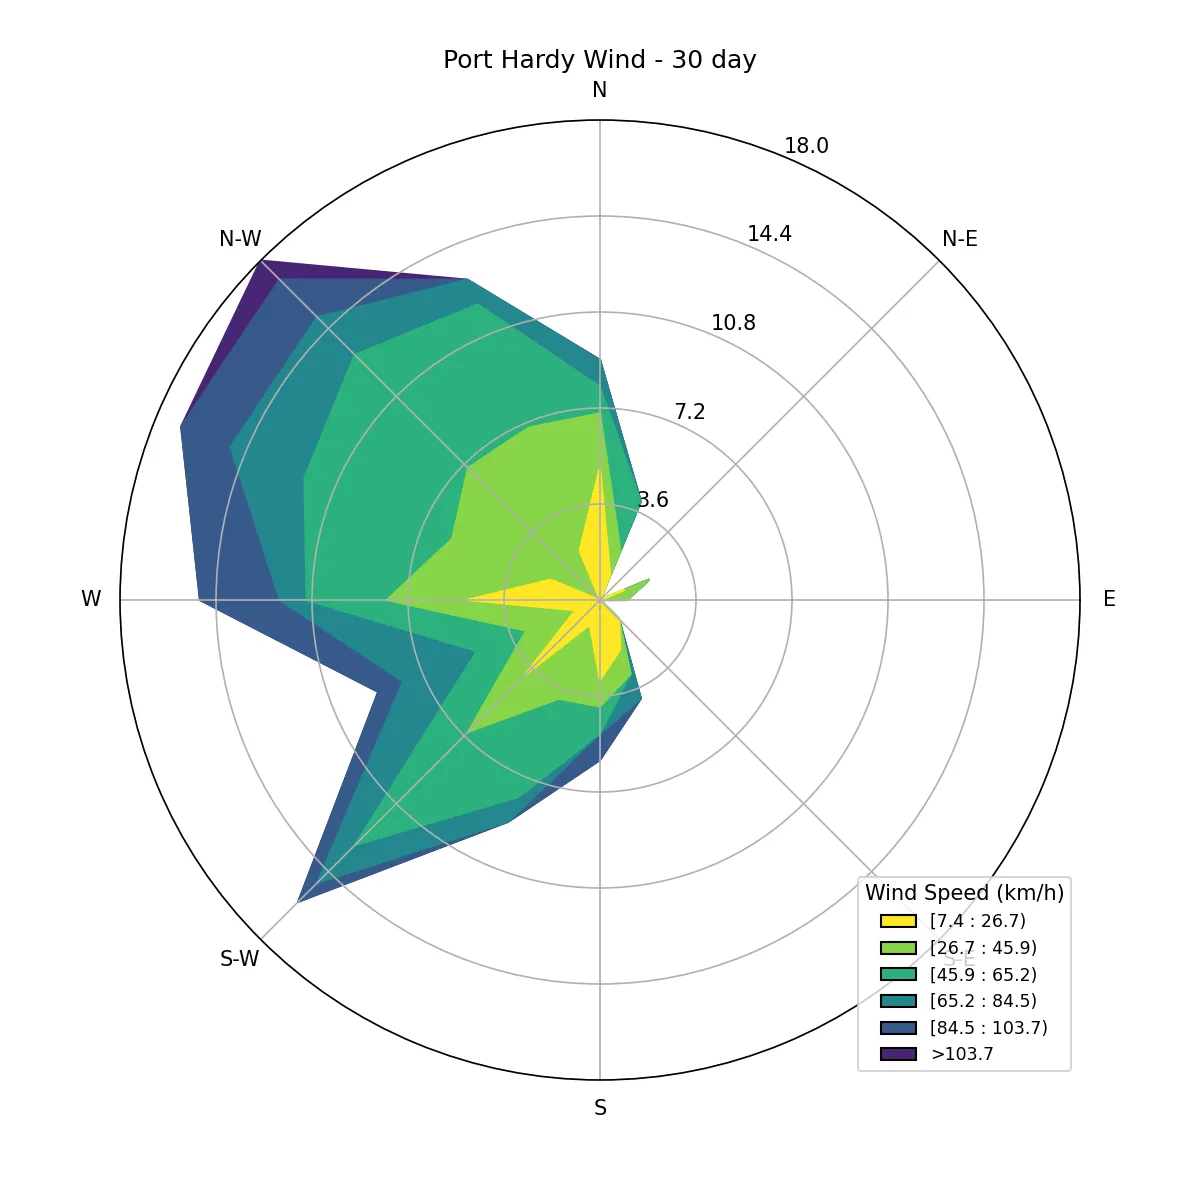 Port Hardy Wind - 30 day
N
18.0
N-W
14.4
N-E
10.8
7.2
3.6
W
E
S-W
S-E
S
Wind Speed (km/h)
[7.4 : 26.7)
[26.7 : 45.9)
[45.9 : 65.2)
[65.2 : 84.5)
[84.5 : 103.7)
>103.7